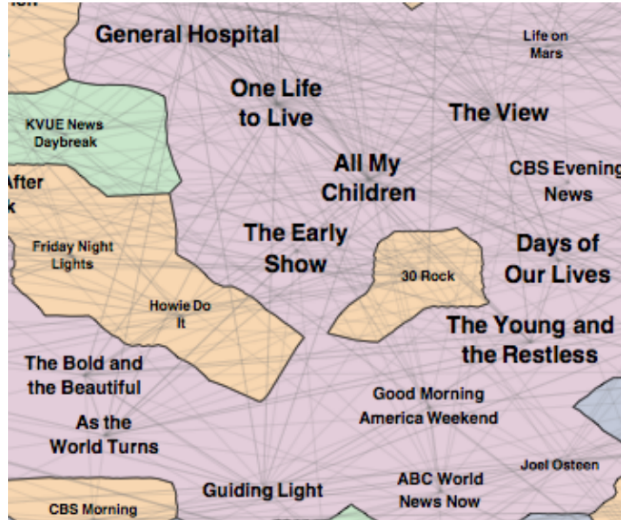 General Hospital
Life on
Mars
One Life
to Live
The View
KVUE News
Daybreak
All My
Children
CBS Evening
News
After
k
The Early
Show
Days of
Our Lives
Friday Night
Lights
30 Rock
Howie Do
It
The Young and
the Restless
The Bold and
the Beautiful
Good Morning
America Weekend
As the
World Turns
Joel Osteen
Guiding Light
ABC World
News Now
CBS Morning